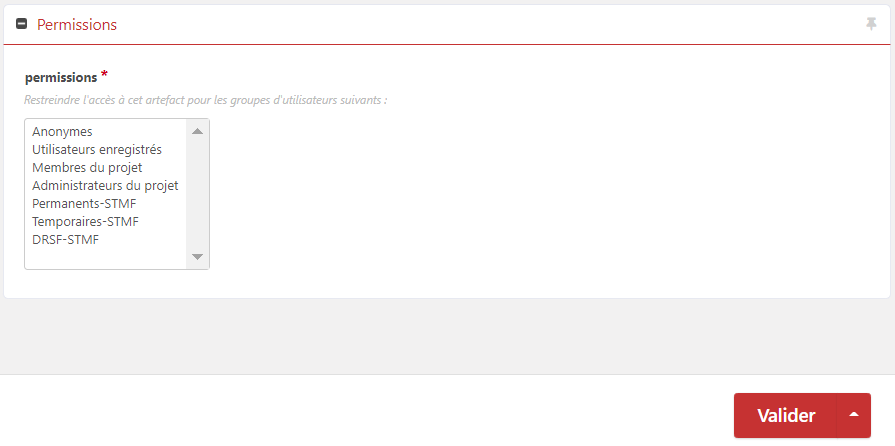 Permissions
permissions *
Restreindre l'accès à cet artefact pour les groupes d'utilisateurs suivants :
Anonymes
Utilisateurs enregistrés
Membres du projet
Administrateurs du projet
Permanents-STMF
Temporaires-STMF
DRSF-STMF
Valider